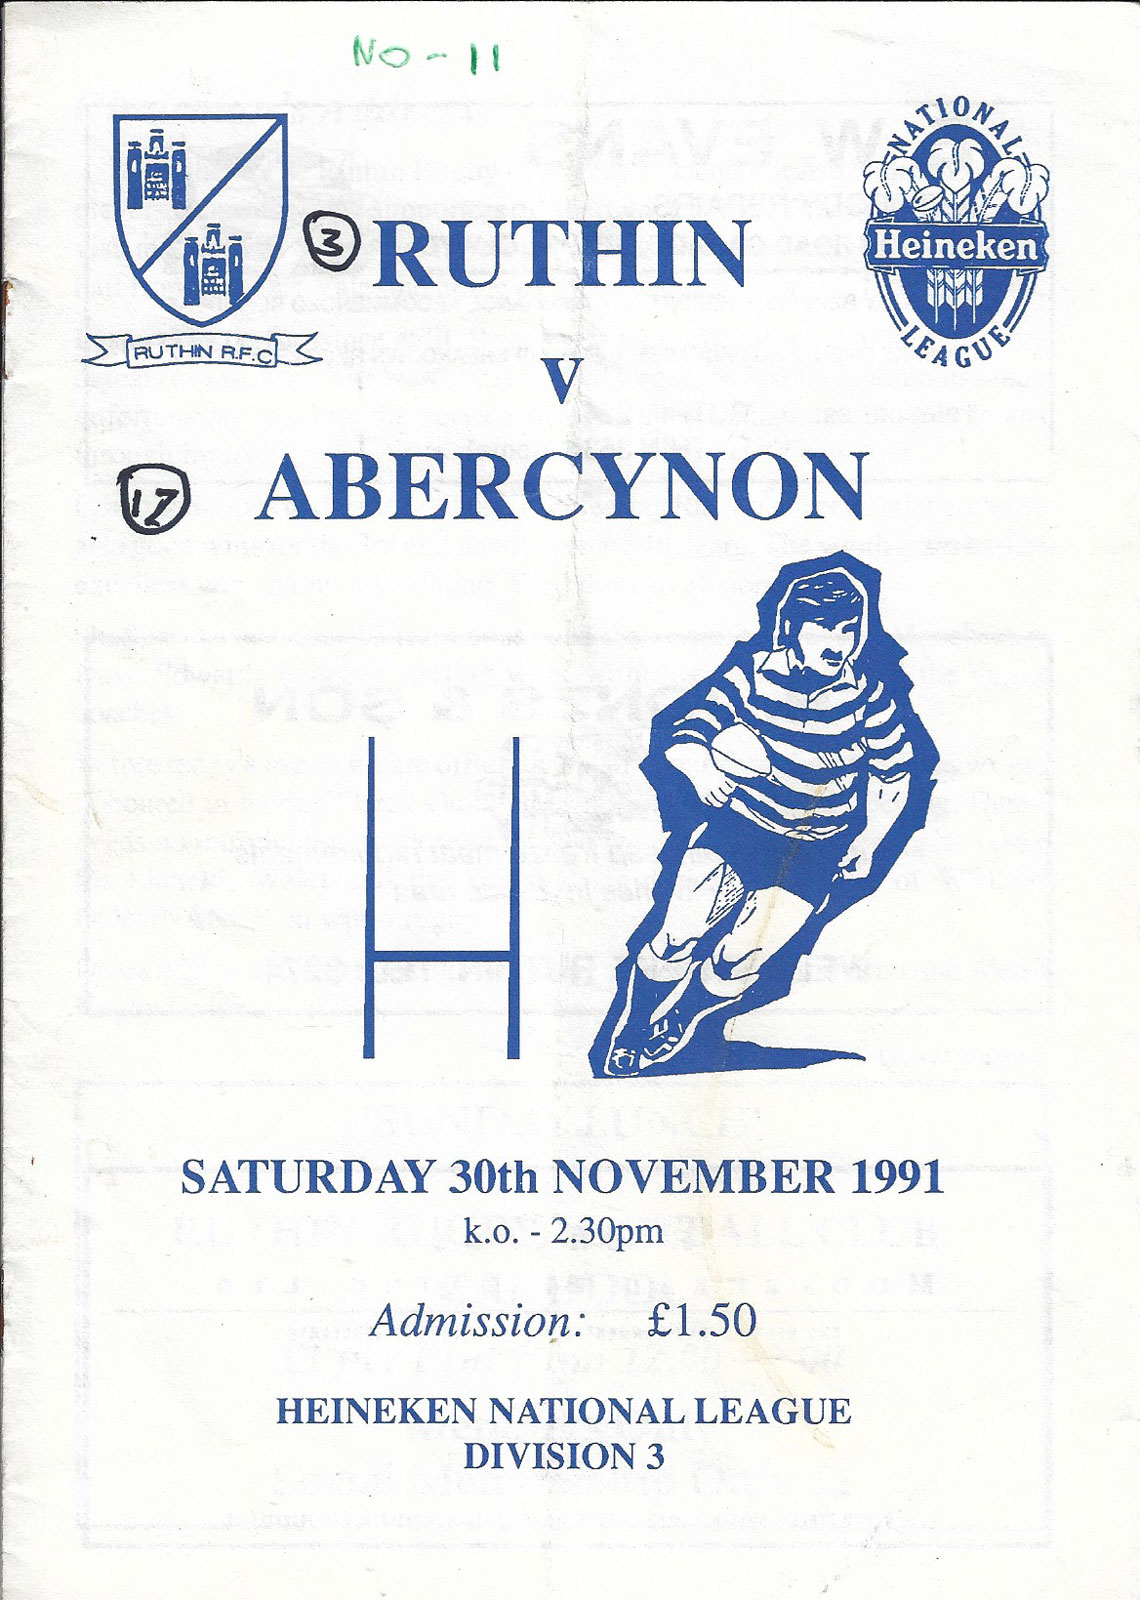 NO - 11
NATIONAL
Heineken
LEAGUE
3 RUTHIN
RUTHIN R.F.C
v
17 ABERCYNON
SATURDAY 30th NOVEMBER 1991
k.o. - 2.30pm
Admission: £1.50
HEINEKEN NATIONAL LEAGUE
DIVISION 3